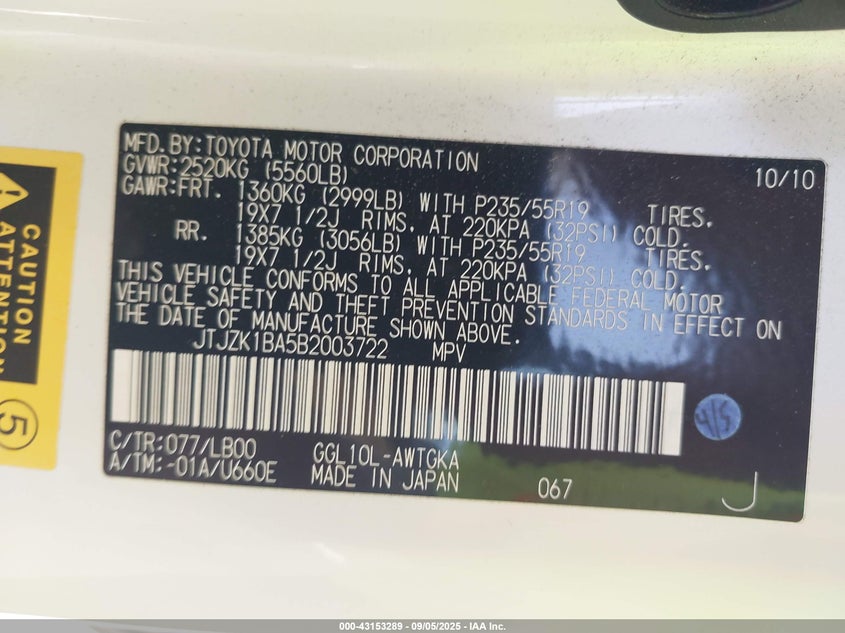 MFD.BY:TOYOTA MOTOR CORPORATION 10/10
GVWR:2520KG (5560LB)
GAWR:FRT. 1360KG (2999LB) WITH P235/55R19 TIRES.
19X7 1/2J RIMS, AT 220KPA (32PSI) COLD.
RR. 1385KG (3056LB) WITH P235/55R19 TIRES.
19X7 1/2J RIMS, AT 220KPA (32PSI) COLD.
THIS VEHICLE CONFORMS TO ALL APPLICABLE FEDERAL MOTOR
VEHICLE SAFETY AND THEFT PREVENTION STANDARDS IN EFFECT ON
THE DATE OF MANUFACTURE SHOWN ABOVE.
JTJZK1BA5B2003722 MPV
C/TR:077/LB00 GGL10L-AWTGKA
A/TM:-01A/U660E MADE IN JAPAN 067 J
CAUTION
ATTENTION
5
4/5
000-43153289 - 09/05/2025 - IAA Inc.